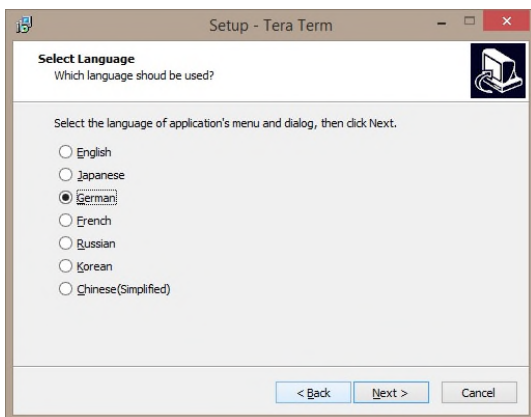 Setup - Tera Term
Select Language
Which language shoud be used?
Select the language of application's menu and dialog, then click Next.
English
Japanese
German
French
Russian
Korean
Chinese(Simplified)
< Back Next > Cancel